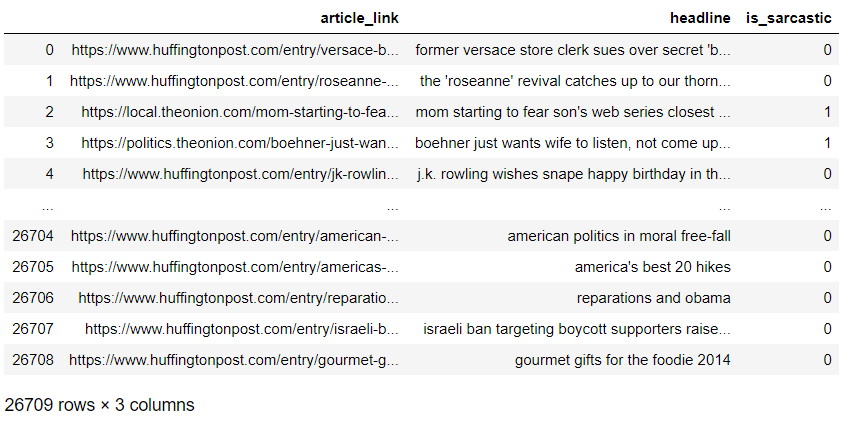 article_link headline is_sarcastic
0 https://www.huffingtonpost.com/entry/versace-b... former versace store clerk sues over secret 'b... 0
1 https://www.huffingtonpost.com/entry/roseanne-... the 'roseanne' revival catches up to our thorn... 0
2 https://local.theonion.com/mom-starting-to-fea... mom starting to fear son's web series closest ... 1
3 https://politics.theonion.com/boehner-just-wan... boehner just wants wife to listen, not come up... 1
4 https://www.huffingtonpost.com/entry/jk-rowlin... j.k. rowling wishes snape happy birthday in th... 0
... ... ... ...
26704 https://www.huffingtonpost.com/entry/american-... american politics in moral free-fall 0
26705 https://www.huffingtonpost.com/entry/americas-... america's best 20 hikes 0
26706 https://www.huffingtonpost.com/entry/reparatio... reparations and obama 0
26707 https://www.huffingtonpost.com/entry/israeli-b... israeli ban targeting boycott supporters raise... 0
26708 https://www.huffingtonpost.com/entry/gourmet-g... gourmet gifts for the foodie 2014 0
26709 rows × 3 columns